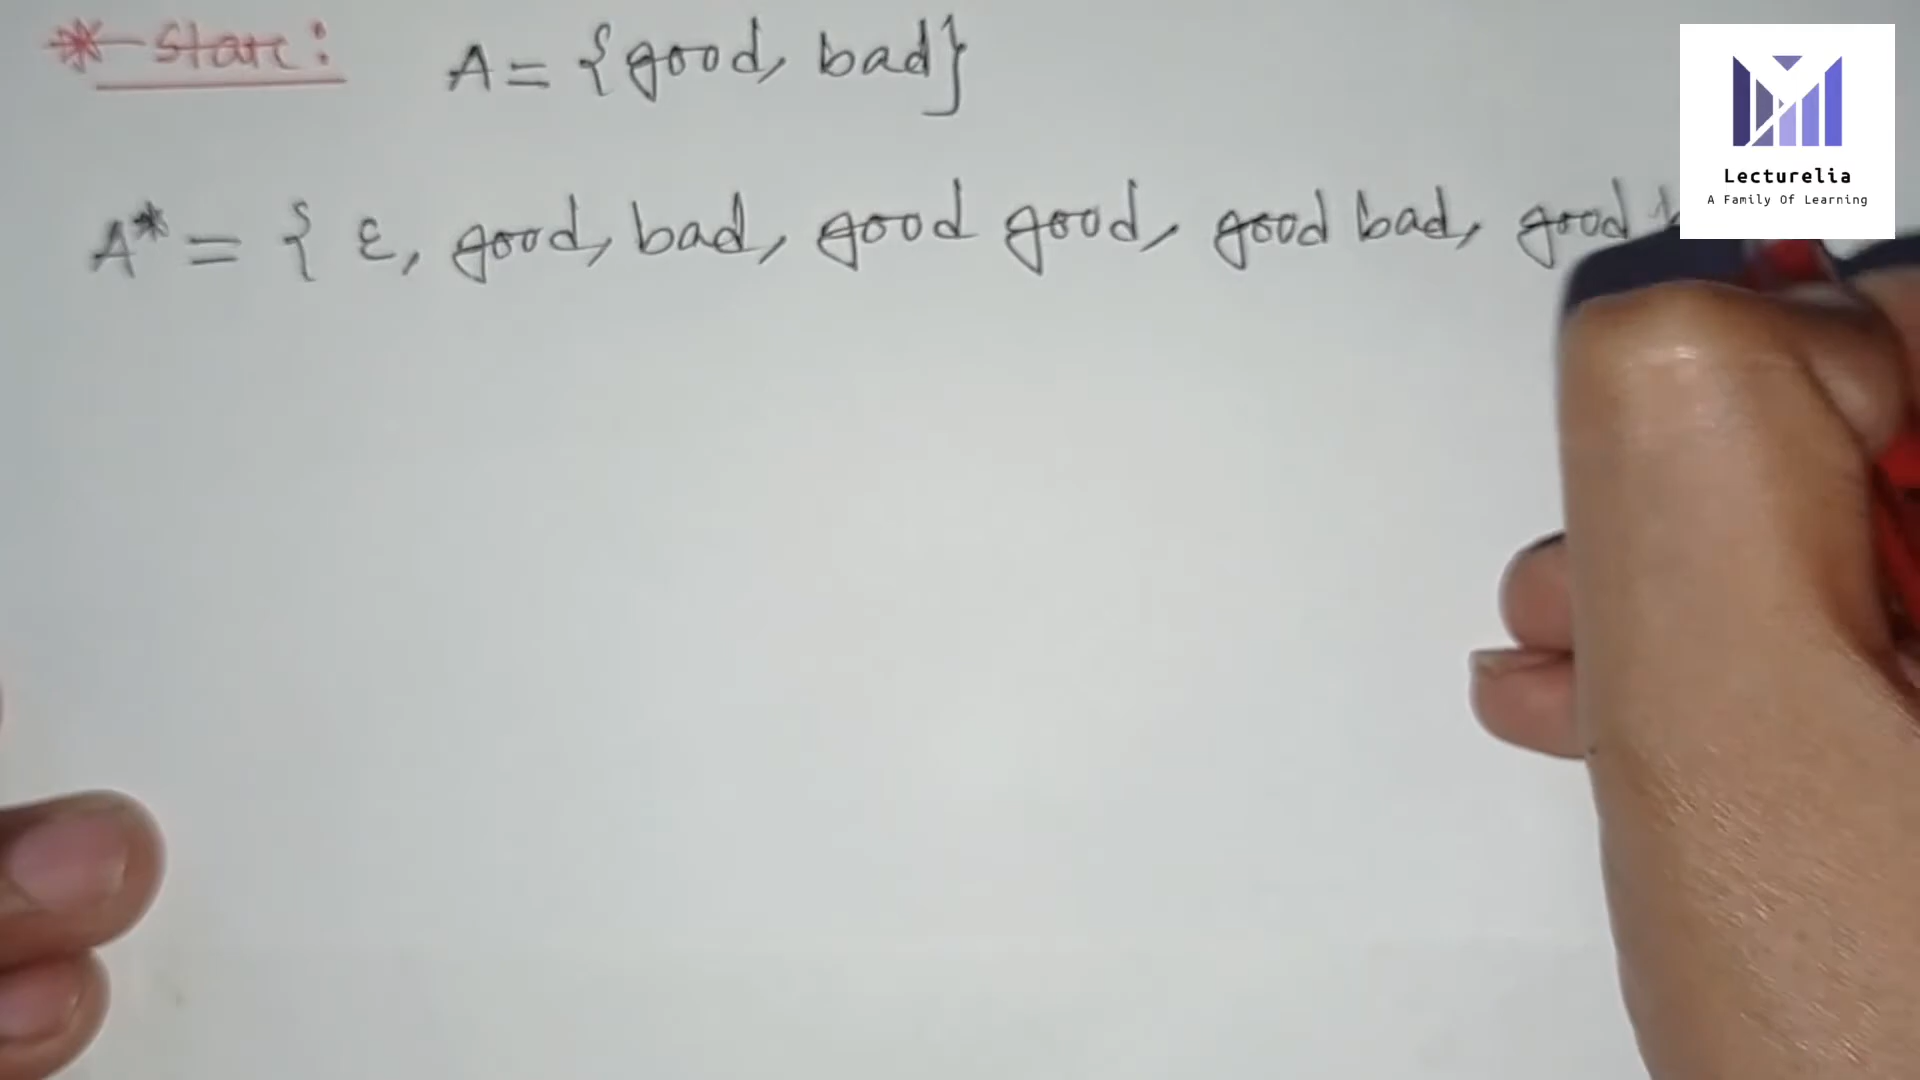 * Star: A = {good, bad}
A* = { ε, good, bad, good good, good bad, good
Lecturelia
A Family Of Learning